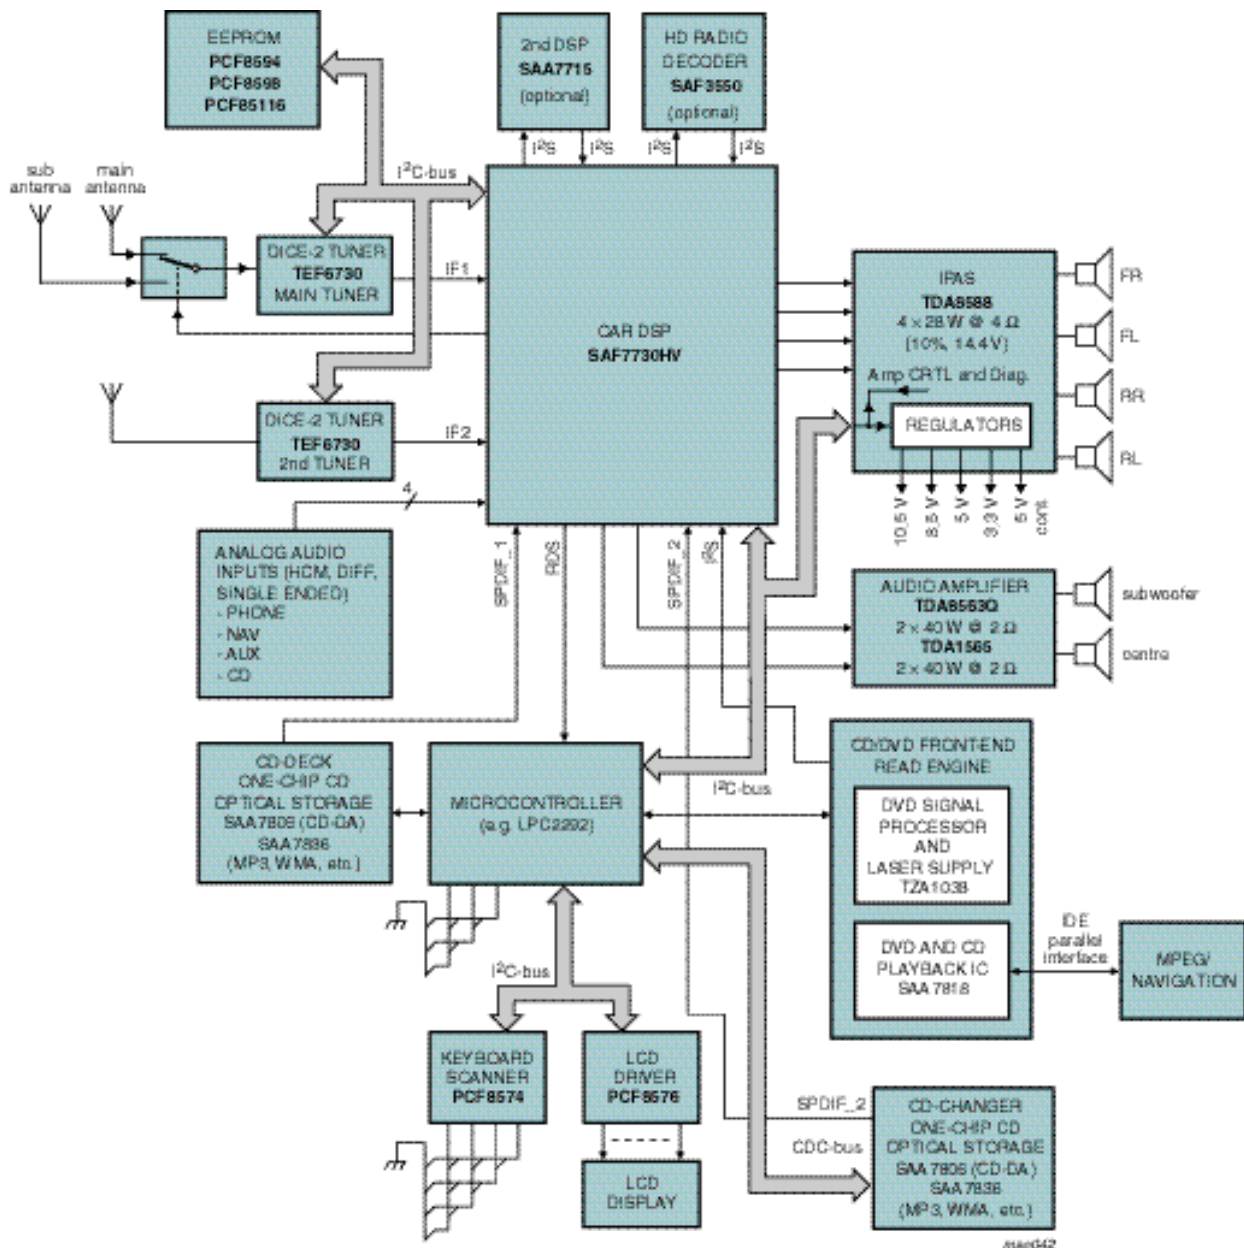 EEPROM
PCF8594
PCF8598
PCF85116
2nd DSP
SAA7715
(optional)
HD RADIO
DECODER
SAF3550
(optional)
I²S
I²S
I²S
I²S
sub
antenna
main
antenna
I²C-bus
DICE-2 TUNER
TEF6730
MAIN TUNER
IF1
CAR DSP
SAF7730HV
IPAS
TDA8588
4 × 28 W @ 4 Ω
(10%, 14.4 V)
Amp CRTL and Diag.
REGULATORS
FR
FL
RR
RL
10,5 V
8,5 V
5 V
3,3 V
5 V
cont.
DICE-2 TUNER
TEF6730
2nd TUNER
IF2
4
ANALOG AUDIO
INPUTS (HCM, DIFF,
SINGLE ENDED)
- PHONE
- NAV
- AUX
- CD
SPDIF_1
RDS
SPDIF_2
I²S
AUDIO AMPLIFIER
TDA8563Q
2 × 40 W @ 2 Ω
TDA1565
2 × 40 W @ 2 Ω
subwoofer
centre
CD-DECK
ONE-CHIP CD
OPTICAL STORAGE
SAA7806 (CD-DA)
SAA7836
(MP3, WMA, etc.)
MICROCONTROLLER
(e.g. LPC2292)
I²C-bus
CD/DVD FRONT-END
READ ENGINE
DVD SIGNAL
PROCESSOR
AND
LASER SUPPLY
TZA1038
DVD AND CD
PLAYBACK IC
SAA7818
IDE
parallel
interface
MPEG/
NAVIGATION
I²C-bus
KEYBOARD
SCANNER
PCF8574
LCD
DRIVER
PCF8576
LCD
DISPLAY
SPDIF_2
CDC-bus
CD-CHANGER
ONE-CHIP CD
OPTICAL STORAGE
SAA7806 (CD-DA)
SAA7836
(MP3, WMA, etc.)